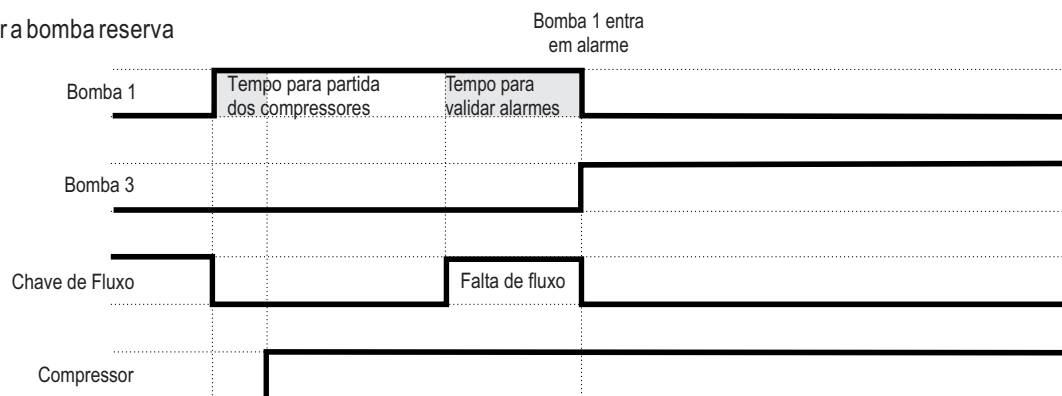 r a bomba reserva
Bomba 1 entra
em alarme
Bomba 1
Tempo para partida
dos compressores
Tempo para
validar alarmes
Bomba 3
Chave de Fluxo
Falta de fluxo
Compressor